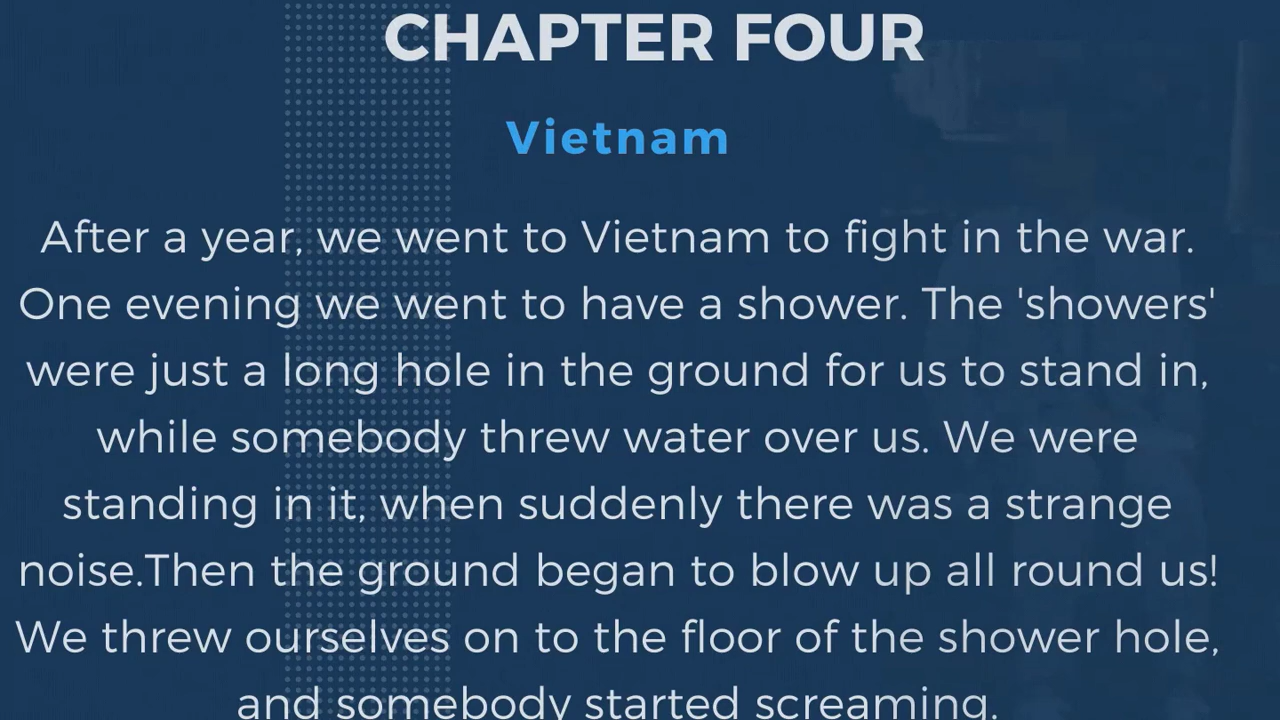 CHAPTER FOUR
Vietnam
After a year, we went to Vietnam to fight in the war.
One evening we went to have a shower. The 'showers'
were just a long hole in the ground for us to stand in,
while somebody threw water over us. We were
standing in it, when suddenly there was a strange
noise.Then the ground began to blow up all round us!
We threw ourselves on to the floor of the shower hole,
and somebody started screaming.